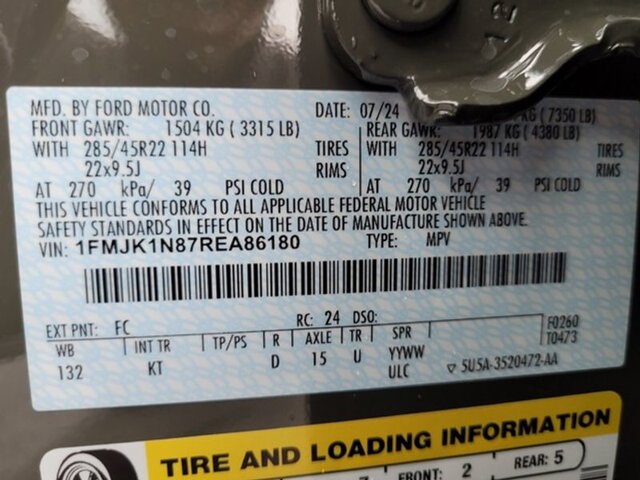 12
MFD. BY FORD MOTOR CO. DATE: 07/24 KG (7350 LB)
FRONT GAWR: 1504 KG ( 3315 LB) REAR GAWR: 1987 KG ( 4380 LB)
WITH 285/45R22 114H TIRES WITH 285/45R22 114H TIRES
22x9.5J RIMS 22x9.5J RIMS
AT 270 kPa/ 39 PSI COLD AT 270 kPa/ 39 PSI COLD
THIS VEHICLE CONFORMS TO ALL APPLICABLE FEDERAL MOTOR VEHICLE
SAFETY STANDARDS IN EFFECT ON THE DATE OF MANUFACTURE SHOWN ABOVE.
VIN: 1FMJK1N87REA86180 TYPE: MPV
F0260
EXT PNT: FC RC: 24 DSO: T0473
WB INT TR TP/PS R AXLE TR SPR
132 KT D 15 U YYWW
ULC 5U5A-3520472-AA
TIRE AND LOADING INFORMATION
7 FRONT: 2 REAR: 5